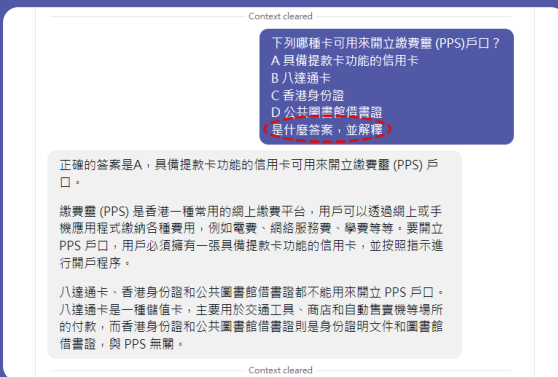 Context cleared
下列哪種卡可用來開立繳費靈 (PPS)戶口？
A 具備提款卡功能的信用卡
B 八達通卡
C 香港身份證
D 公共圖書館借書證
是什麼答案，並解釋
正確的答案是A，具備提款卡功能的信用卡可用來開立繳費靈 (PPS) 戶
口。
繳費靈 (PPS) 是香港一種常用的網上繳費平台，用戶可以透過網上或手
機應用程式繳納各種費用，例如電費、網絡服務費、學費等等。要開立
PPS 戶口，用戶必須擁有一張具備提款卡功能的信用卡，並按照指示進
行開戶程序。
八達通卡、香港身份證和公共圖書館借書證都不能用來開立 PPS 戶口。
八達通卡是一種儲值卡，主要用於交通工具、商店和自動售賣機等場所
的付款，而香港身份證和公共圖書館借書證則是身份證明文件和圖書館
借書證，與 PPS 無關。
Context cleared